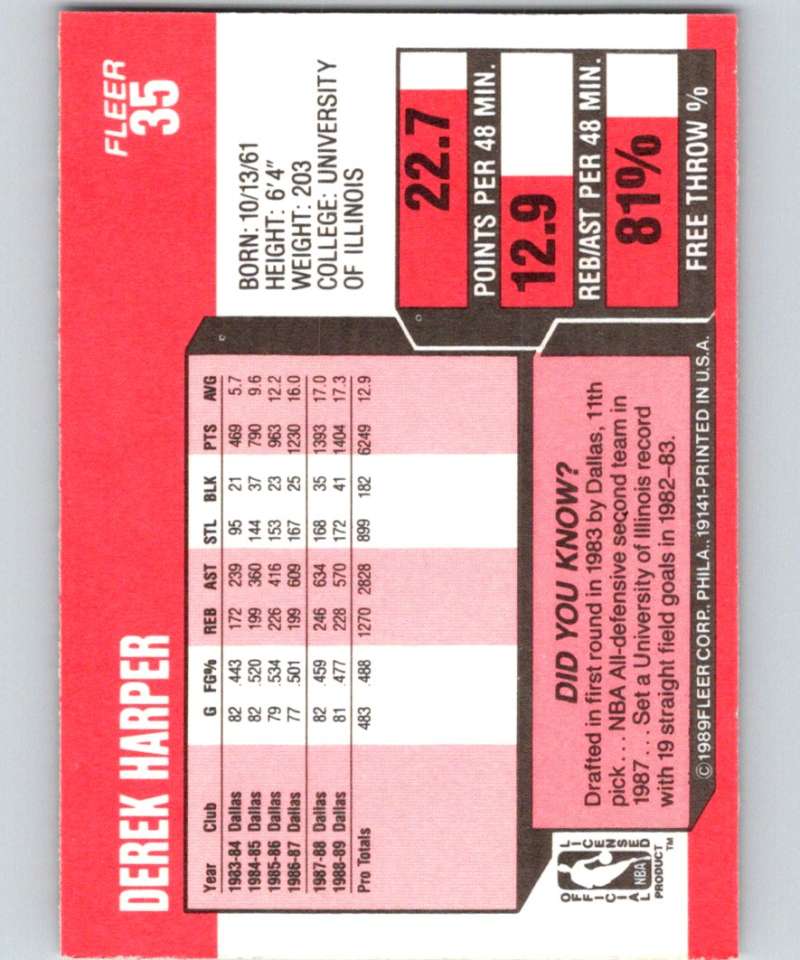 FLEER
35
DEREK HARPER
BORN: 10/13/61
HEIGHT: 6'4"
WEIGHT: 203
COLLEGE: UNIVERSITY
OF ILLINOIS
Year Club G FG% REB AST STL BLK PTS AVG
1983-84 Dallas 82 .443 172 239 95 21 469 5.7
1984-85 Dallas 82 .520 199 360 144 37 790 9.6
1985-86 Dallas 79 .534 226 416 153 23 963 12.2
1986-87 Dallas 77 .501 199 609 167 25 1230 16.0
1987-88 Dallas 82 .459 246 634 168 35 1393 17.0
1988-89 Dallas 81 .477 228 570 172 41 1404 17.3
Pro Totals 483 .488 1270 2828 899 182 6249 12.9
22.7
POINTS PER 48 MIN.
12.9
REB/AST PER 48 MIN.
81%
FREE THROW %
DID YOU KNOW?
Drafted in first round in 1983 by Dallas, 11th
pick... NBA All-defensive second team in
1987... Set a University of Illinois record
with 19 straight field goals in 1982-83.
OFFICIAL LICENSED
NBA
PRODUCT™
©1989 FLEER CORP., PHILA., 19141-PRINTED IN U.S.A.